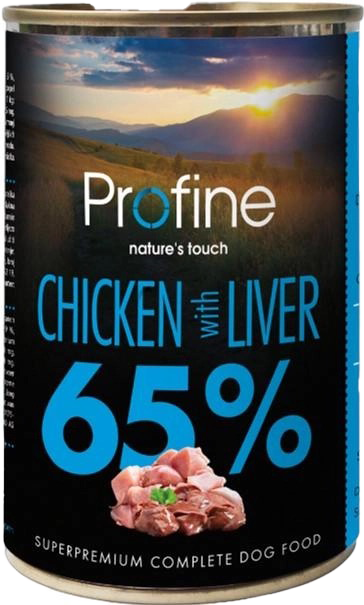 Profine
nature's touch
CHICKEN with LIVER
65%
SUPERPREMIUM COMPLETE DOG FOOD